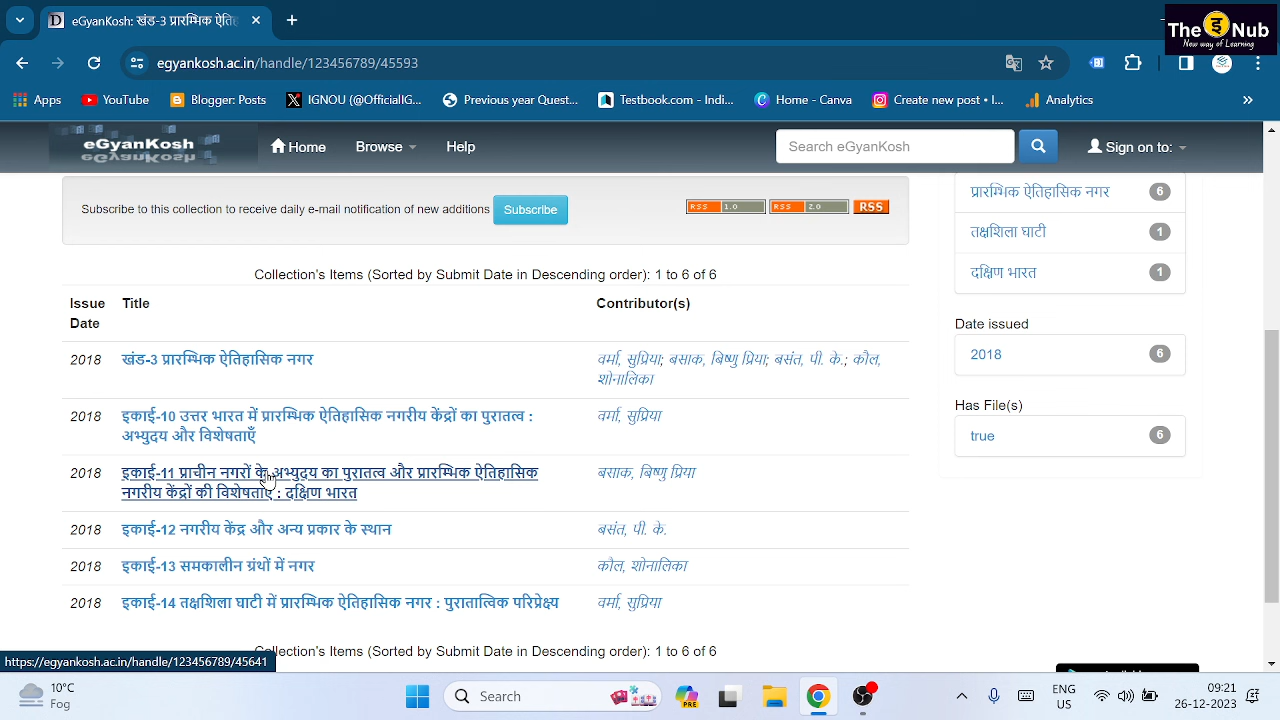 eGyanKosh: खंड-3 प्रारम्भिक ऐति
The इ Nub
New way of Learning
egyankosh.ac.in/handle/123456789/45593
Apps
YouTube
Blogger: Posts
IGNOU (@OfficialIG...
Previous year Quest...
Testbook.com - Indi...
Home - Canva
Create new post • I...
Analytics
eGyanKosh
Home
Browse
Help
Search eGyanKosh
Sign on to:
Subscribe to this collection to receive daily e-mail notification of new additions
Subscribe
RSS 1.0
RSS 2.0
RSS
प्रारम्भिक ऐतिहासिक नगर 6
तक्षशिला घाटी 1
दक्षिण भारत 1
Collection's Items (Sorted by Submit Date in Descending order): 1 to 6 of 6
Issue Date
Title
Contributor(s)
2018 खंड-3 प्रारम्भिक ऐतिहासिक नगर वर्मा, सुप्रिया; बसाक, बिष्णु प्रिया; बसंत, पी. के.; कौल,
शोनालिका
2018 इकाई-10 उत्तर भारत में प्रारम्भिक ऐतिहासिक नगरीय केंद्रों का पुरातत्व : वर्मा, सुप्रिया
अभ्युदय और विशेषताएँ
2018 इकाई-11 प्राचीन नगरों के अभ्युदय का पुरातत्व और प्रारम्भिक ऐतिहासिक बसाक, बिष्णु प्रिया
नगरीय केंद्रों की विशेषताएँ : दक्षिण भारत
2018 इकाई-12 नगरीय केंद्र और अन्य प्रकार के स्थान बसंत, पी. के.
2018 इकाई-13 समकालीन ग्रंथों में नगर कौल, शोनालिका
2018 इकाई-14 तक्षशिला घाटी में प्रारम्भिक ऐतिहासिक नगर : पुरातात्विक परिप्रेक्ष्य वर्मा, सुप्रिया
Collection's Items (Sorted by Submit Date in Descending order): 1 to 6 of 6
Date issued
2018 6
Has File(s)
true 6
https://egyankosh.ac.in/handle/123456789/45641
10°C
Fog
Search
PRE
ENG
US
09:21
26-12-2023